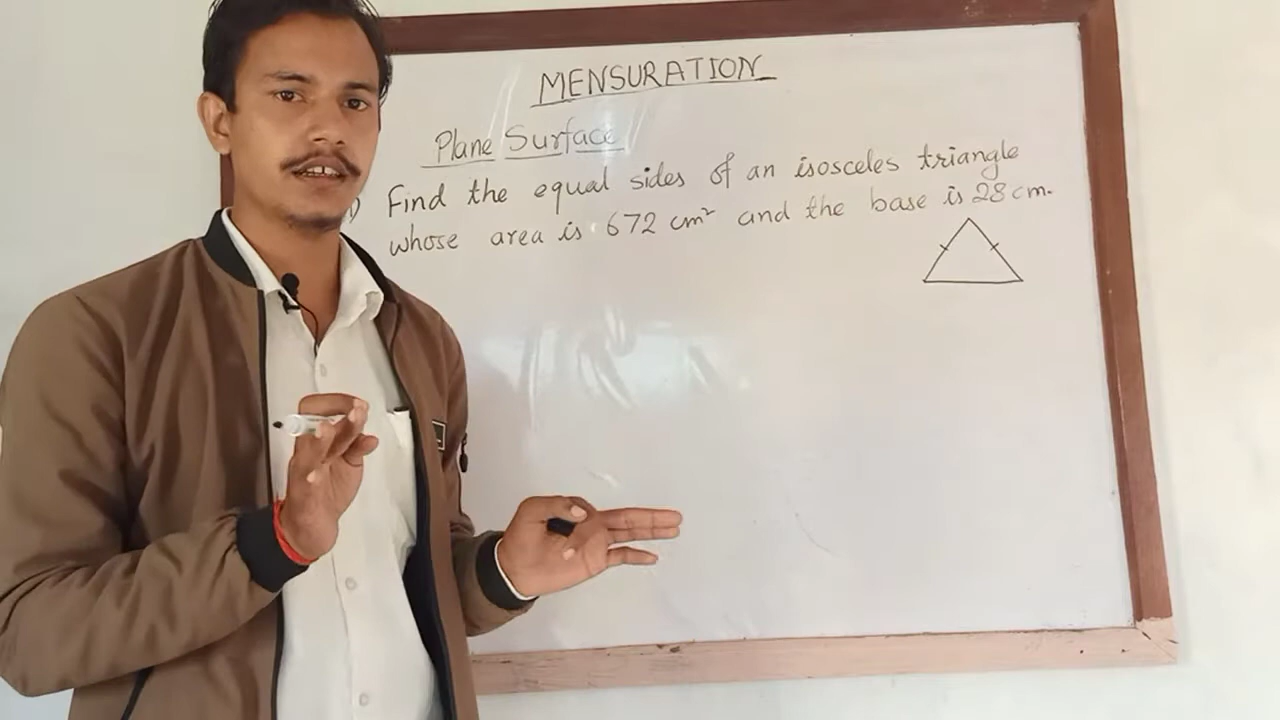 MENSURATION
Plane Surface
) Find the equal sides of an isosceles triangle
whose area is 672 cm² and the base is 28 cm.